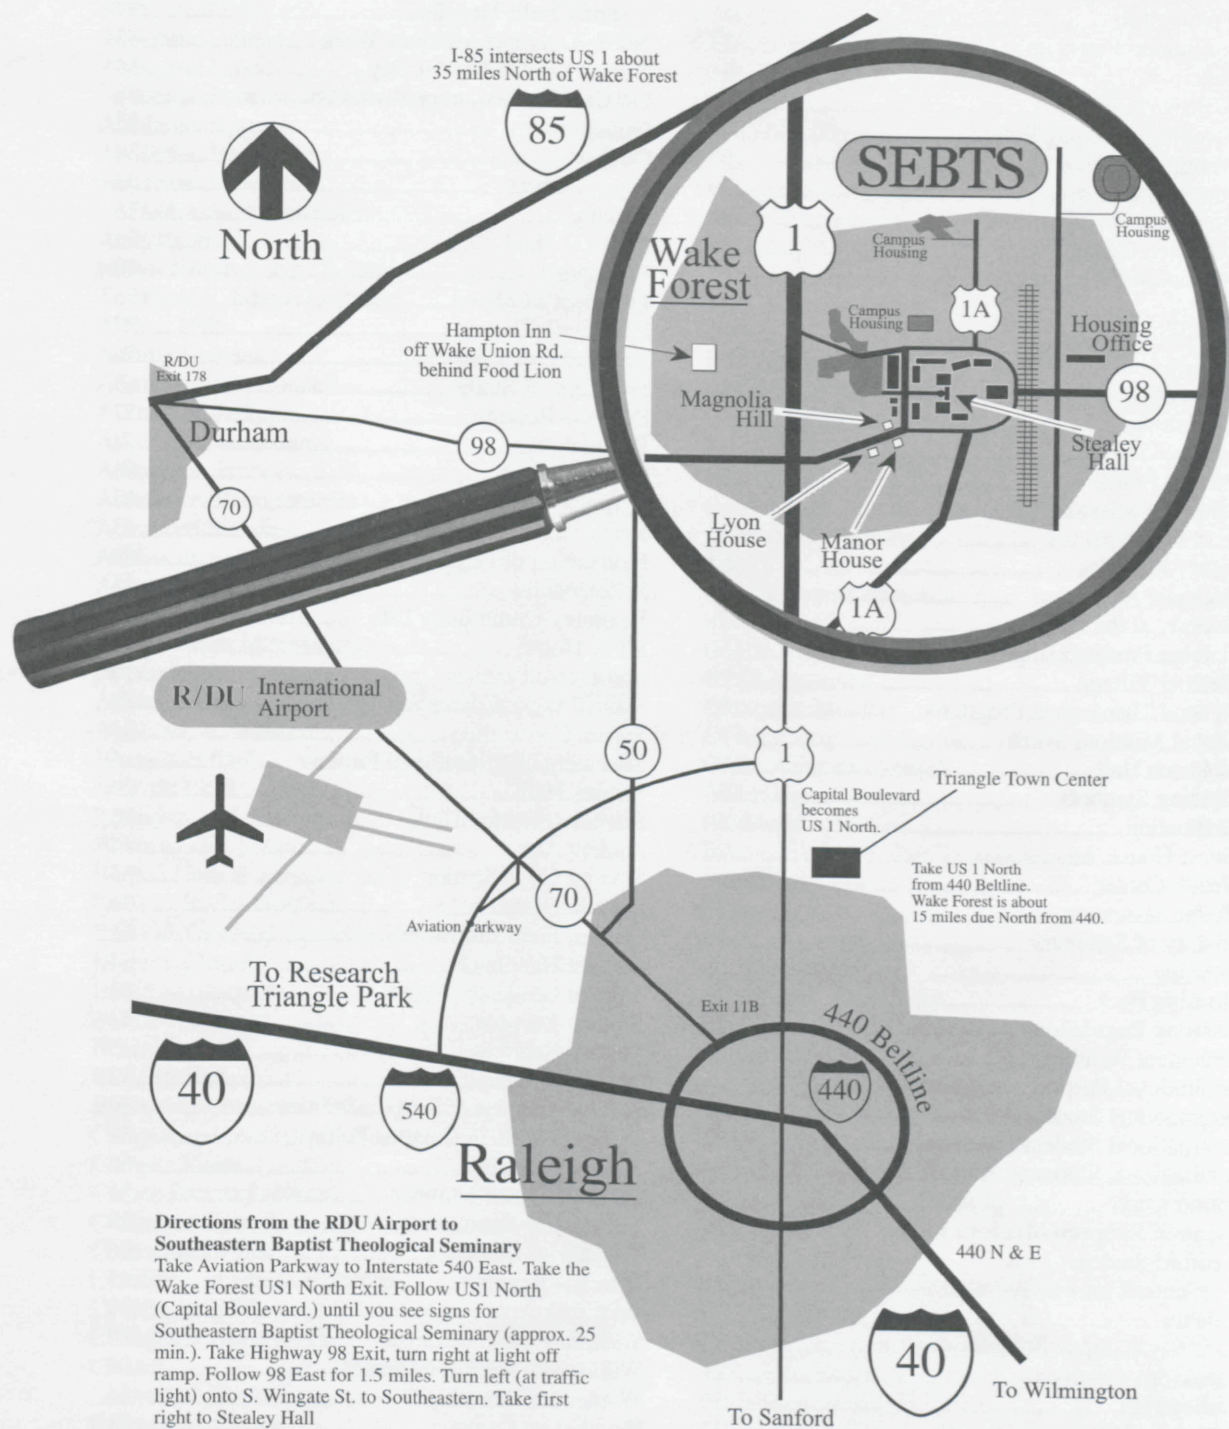 I-85 intersects US 1 about
35 miles North of Wake Forest
85
North
SEBTS
1
Wake
Forest
Campus
Housing
Campus
Housing
1A
Campus
Housing
Housing
Office
Hampton Inn
off Wake Union Rd.
behind Food Lion
R/DU
Exit 178
Durham
98
98
Magnolia
Hill
Stealey
Hall
70
Lyon
House
Manor
House
1A
R/DU International
Airport
50
1
Triangle Town Center
Capital Boulevard
becomes
US 1 North.
Take US 1 North
from 440 Beltline.
Wake Forest is about
15 miles due North from 440.
70
Aviation Parkway
To Research
Triangle Park
Exit 11B
440 Beltline
40
540
440
Raleigh
Directions from the RDU Airport to
Southeastern Baptist Theological Seminary
Take Aviation Parkway to Interstate 540 East. Take the
Wake Forest US1 North Exit. Follow US1 North
(Capital Boulevard.) until you see signs for
Southeastern Baptist Theological Seminary (approx. 25
min.). Take Highway 98 Exit, turn right at light off
ramp. Follow 98 East for 1.5 miles. Turn left (at traffic
light) onto S. Wingate St. to Southeastern. Take first
right to Stealey Hall
440 N & E
40
To Wilmington
To Sanford